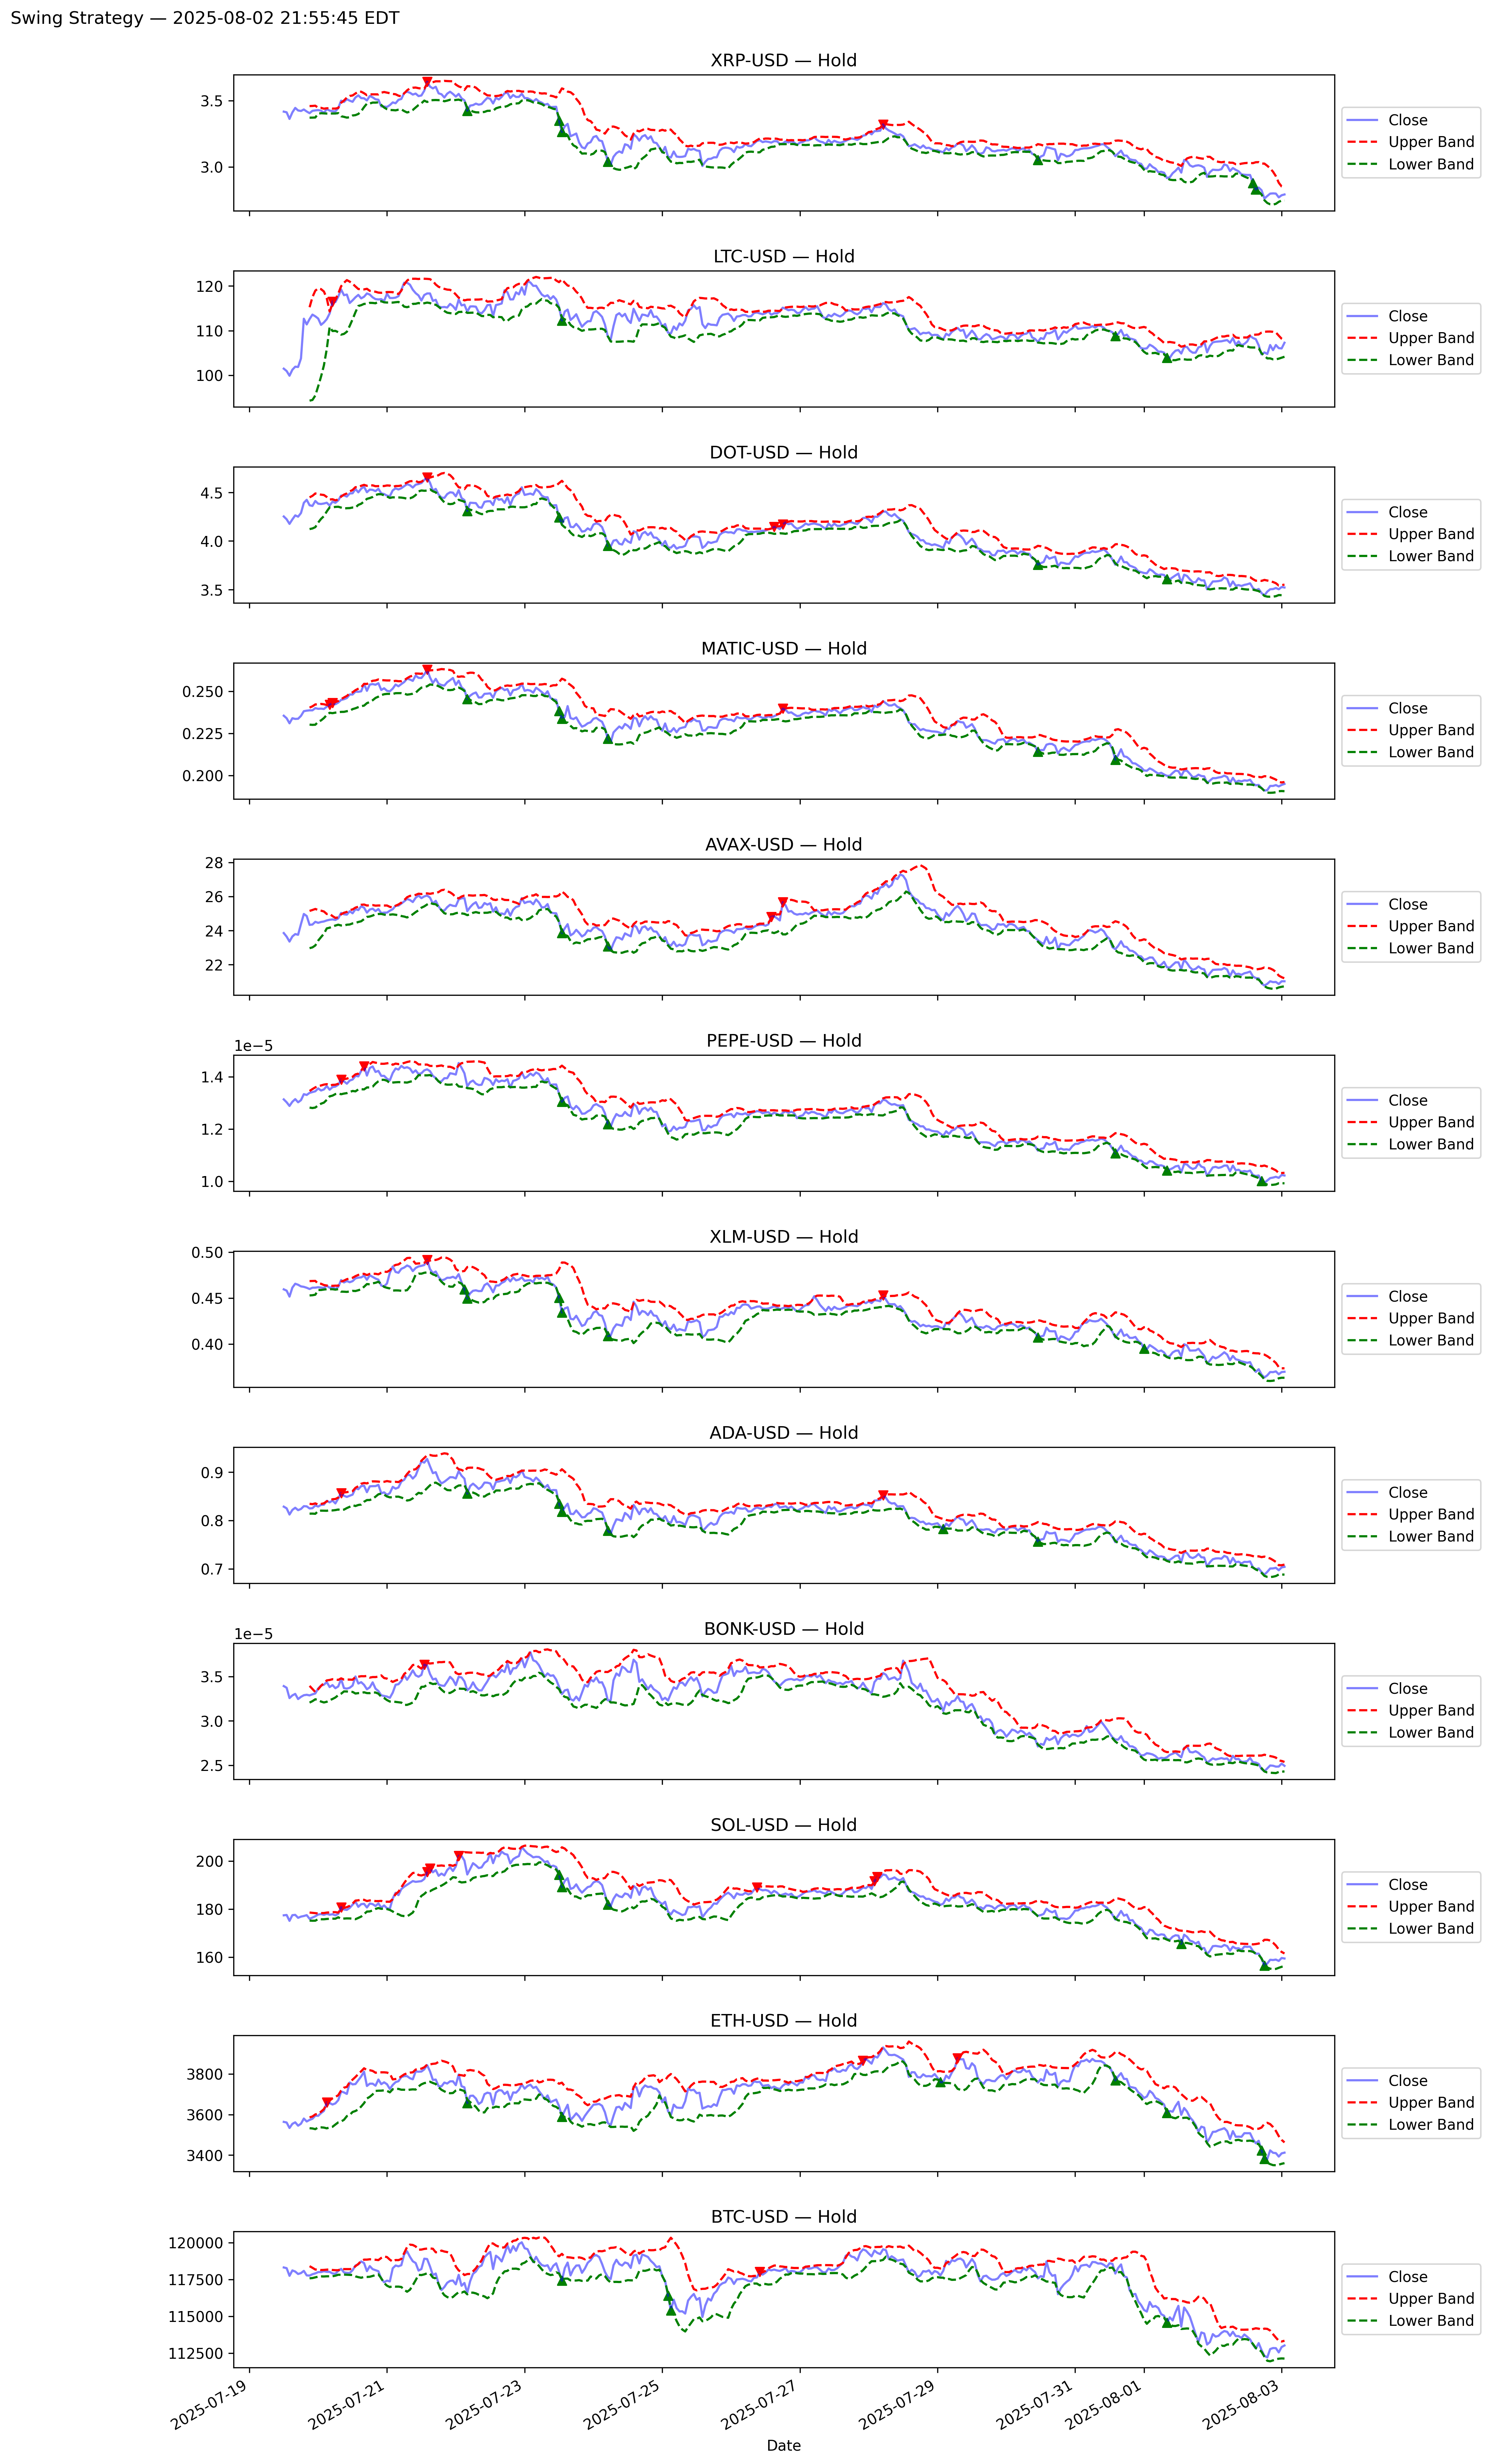 Swing Strategy — 2025-08-02 21:55:45 EDT
XRP-USD — Hold
3.5
3.0
Close
Upper Band
Lower Band
LTC-USD — Hold
120
110
100
Close
Upper Band
Lower Band
DOT-USD — Hold
4.5
4.0
3.5
Close
Upper Band
Lower Band
MATIC-USD — Hold
0.250
0.225
0.200
Close
Upper Band
Lower Band
AVAX-USD — Hold
28
26
24
22
Close
Upper Band
Lower Band
PEPE-USD — Hold
1e−5
1.4
1.2
1.0
Close
Upper Band
Lower Band
XLM-USD — Hold
0.50
0.45
0.40
Close
Upper Band
Lower Band
ADA-USD — Hold
0.9
0.8
0.7
Close
Upper Band
Lower Band
BONK-USD — Hold
1e−5
3.5
3.0
2.5
Close
Upper Band
Lower Band
SOL-USD — Hold
200
180
160
Close
Upper Band
Lower Band
ETH-USD — Hold
3800
3600
3400
Close
Upper Band
Lower Band
BTC-USD — Hold
120000
117500
115000
112500
Close
Upper Band
Lower Band
2025-07-19
2025-07-21
2025-07-23
2025-07-25
2025-07-27
2025-07-29
2025-07-31
2025-08-01
2025-08-03
Date